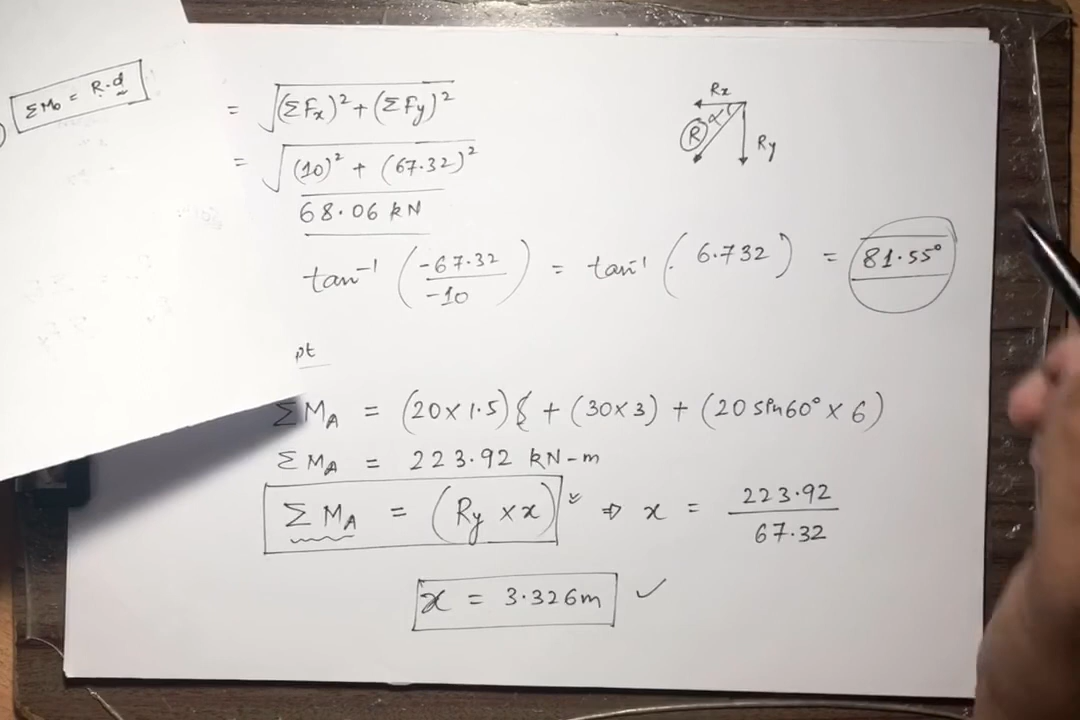 ΣM₀ = R.d
= √(ΣFx)² + (ΣFy)²
= √(10)² + (67.32)²
68.06 kN
Rx
R α
Ry
tan⁻¹ (-67.32/-10) = tan⁻¹ (6.732) = 81.55°
pt
ΣMA = (20×1.5) + (30×3) + (20 sin60° × 6)
ΣMA = 223.92 kN-m
ΣMA = (Ry × x) ⇒ x = 223.92/67.32
x = 3.326m ✓